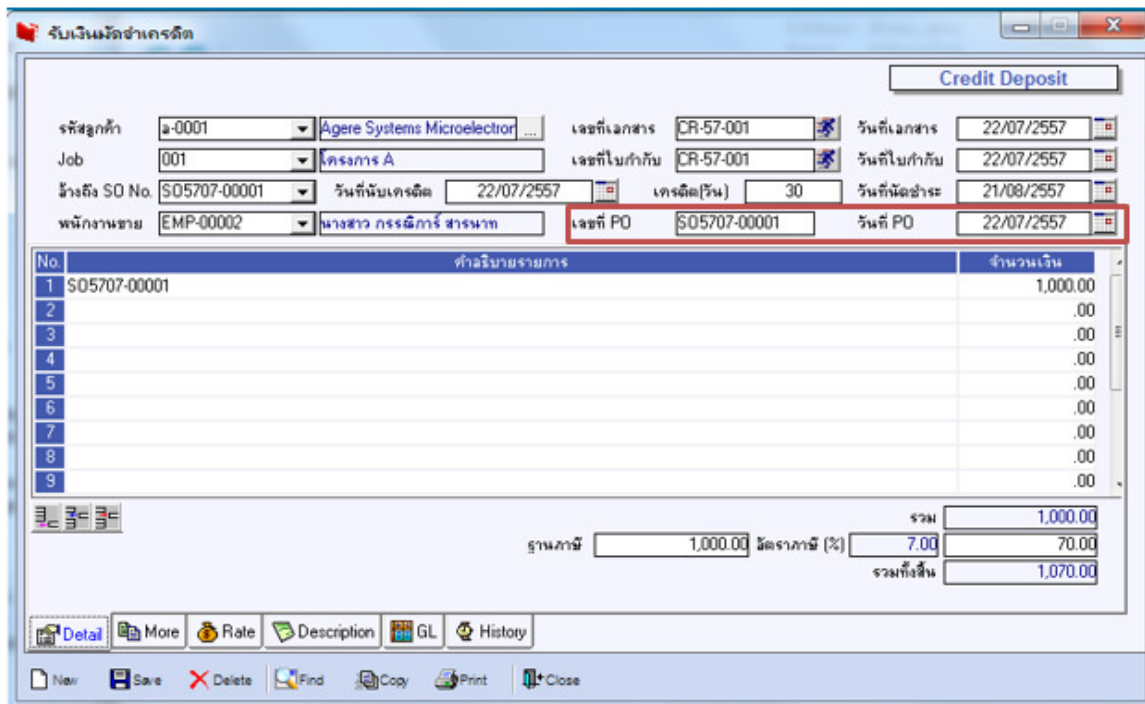 รับเงินมัดจำเครดิต
Credit Deposit
รหัสลูกค้า a-0001 Agere Systems Microelectror ... เลขที่เอกสาร CR-57-001 วันที่เอกสาร 22/07/2557
Job 001 โครงการ A เลขที่ใบกำกับ CR-57-001 วันที่ใบกำกับ 22/07/2557
อ้างถึง SO No. SO5707-00001 วันที่นับเครดิต 22/07/2557 เครดิต(วัน) 30 วันที่นัดชำระ 21/08/2557
พนักงานขาย EMP-00002 นางสาว กรรณิการ์ สารนาท เลขที่ PO SO5707-00001 วันที่ PO 22/07/2557
No. คำอธิบายรายการ จำนวนเงิน
1 SO5707-00001 1,000.00
2 .00
3 .00
4 .00
5 .00
6 .00
7 .00
8 .00
9 .00
รวม 1,000.00
ฐานภาษี 1,000.00 อัตราภาษี (%) 7.00 70.00
รวมทั้งสิ้น 1,070.00
Detail More Rate Description GL History
New Save Delete Find Copy Print Close